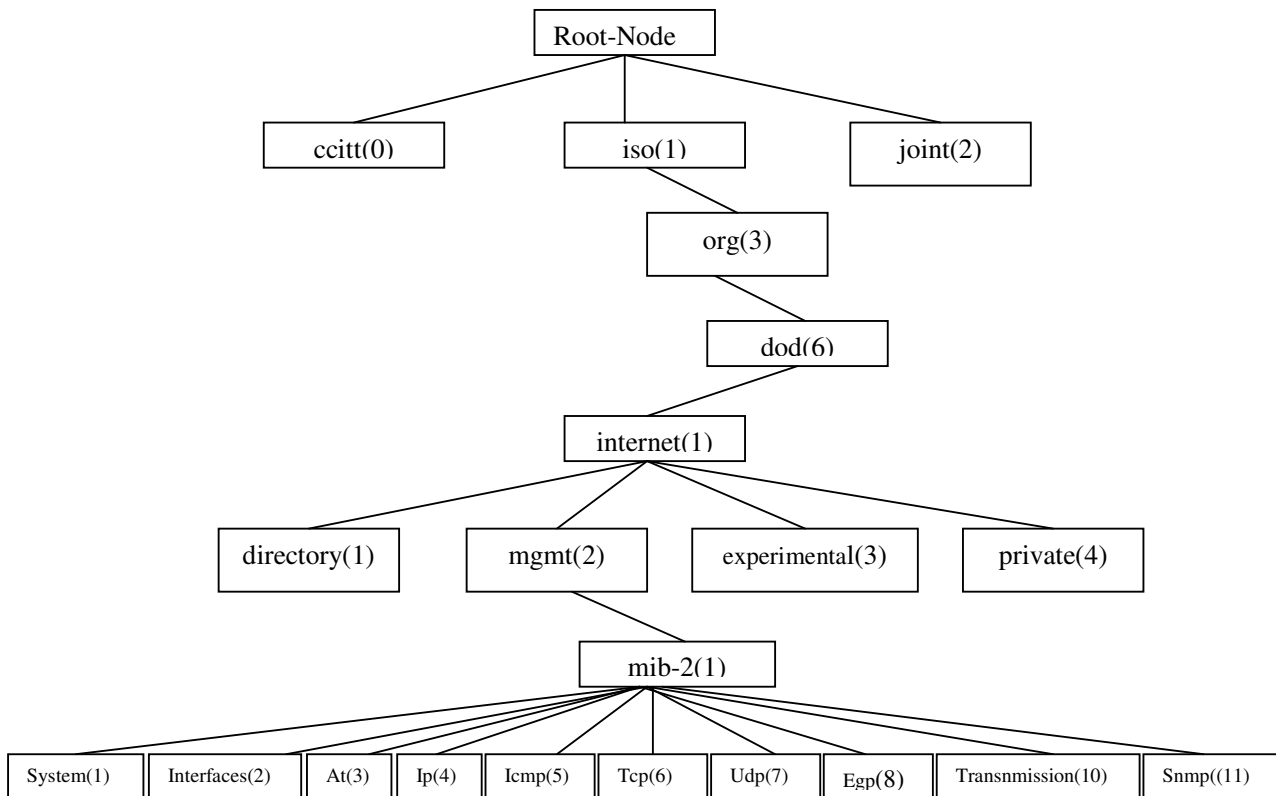 Root-Node
ccitt(0)
iso(1)
joint(2)
org(3)
dod(6)
internet(1)
directory(1)
mgmt(2)
experimental(3)
private(4)
mib-2(1)
System(1)
Interfaces(2)
At(3)
Ip(4)
Icmp(5)
Tcp(6)
Udp(7)
Egp(8)
Transnmission(10)
Snmp((11)